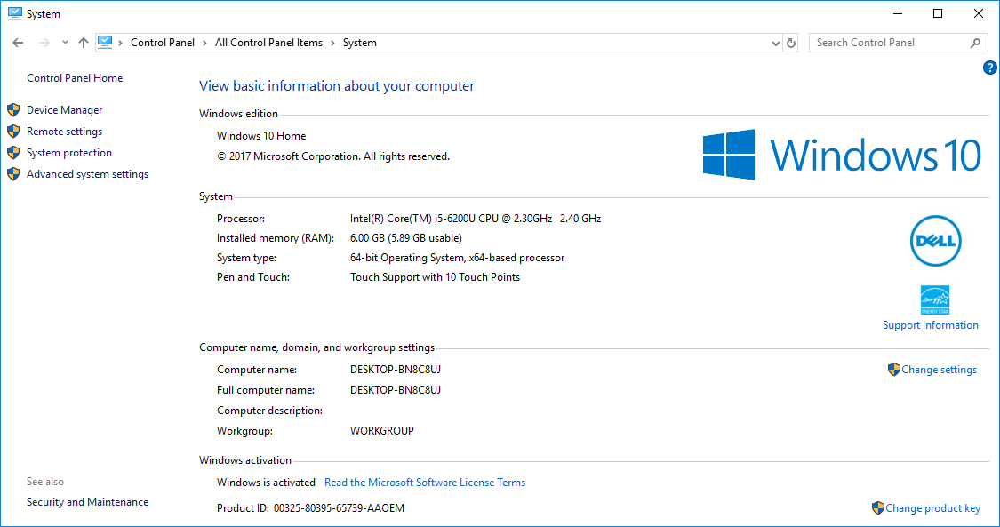 System
Control Panel > All Control Panel Items > System
Search Control Panel
?
Control Panel Home
Device Manager
Remote settings
System protection
Advanced system settings
See also
Security and Maintenance
View basic information about your computer
Windows edition
Windows 10 Home
© 2017 Microsoft Corporation. All rights reserved.
Windows 10
System
Processor: Intel(R) Core(TM) i5-6200U CPU @ 2.30GHz 2.40 GHz
Installed memory (RAM): 6.00 GB (5.89 GB usable)
System type: 64-bit Operating System, x64-based processor
Pen and Touch: Touch Support with 10 Touch Points
DELL
energy
ENERGY STAR
Support Information
Computer name, domain, and workgroup settings
Computer name: DESKTOP-BN8C8UJ
Change settings
Full computer name: DESKTOP-BN8C8UJ
Computer description:
Workgroup: WORKGROUP
Windows activation
Windows is activated Read the Microsoft Software License Terms
Product ID: 00325-80395-65739-AAOEM
Change product key